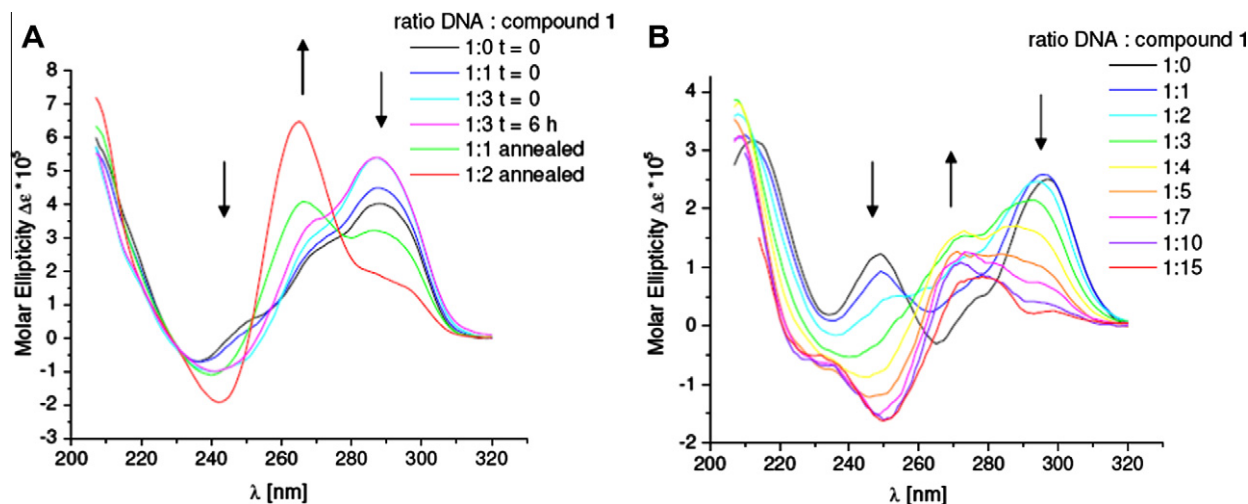 A
ratio DNA : compound 1
1:0 t = 0
1:1 t = 0
1:3 t = 0
1:3 t = 6 h
1:1 annealed
1:2 annealed
Molar Ellipticity Δε *10⁵
8
7
6
5
4
3
2
1
0
-1
-2
-3
200 220 240 260 280 300 320
λ [nm]
B
ratio DNA : compound 1
1:0
1:1
1:2
1:3
1:4
1:5
1:7
1:10
1:15
Molar Ellipticity Δε *10⁵
4
3
2
1
0
-1
-2
200 220 240 260 280 300 320
λ [nm]